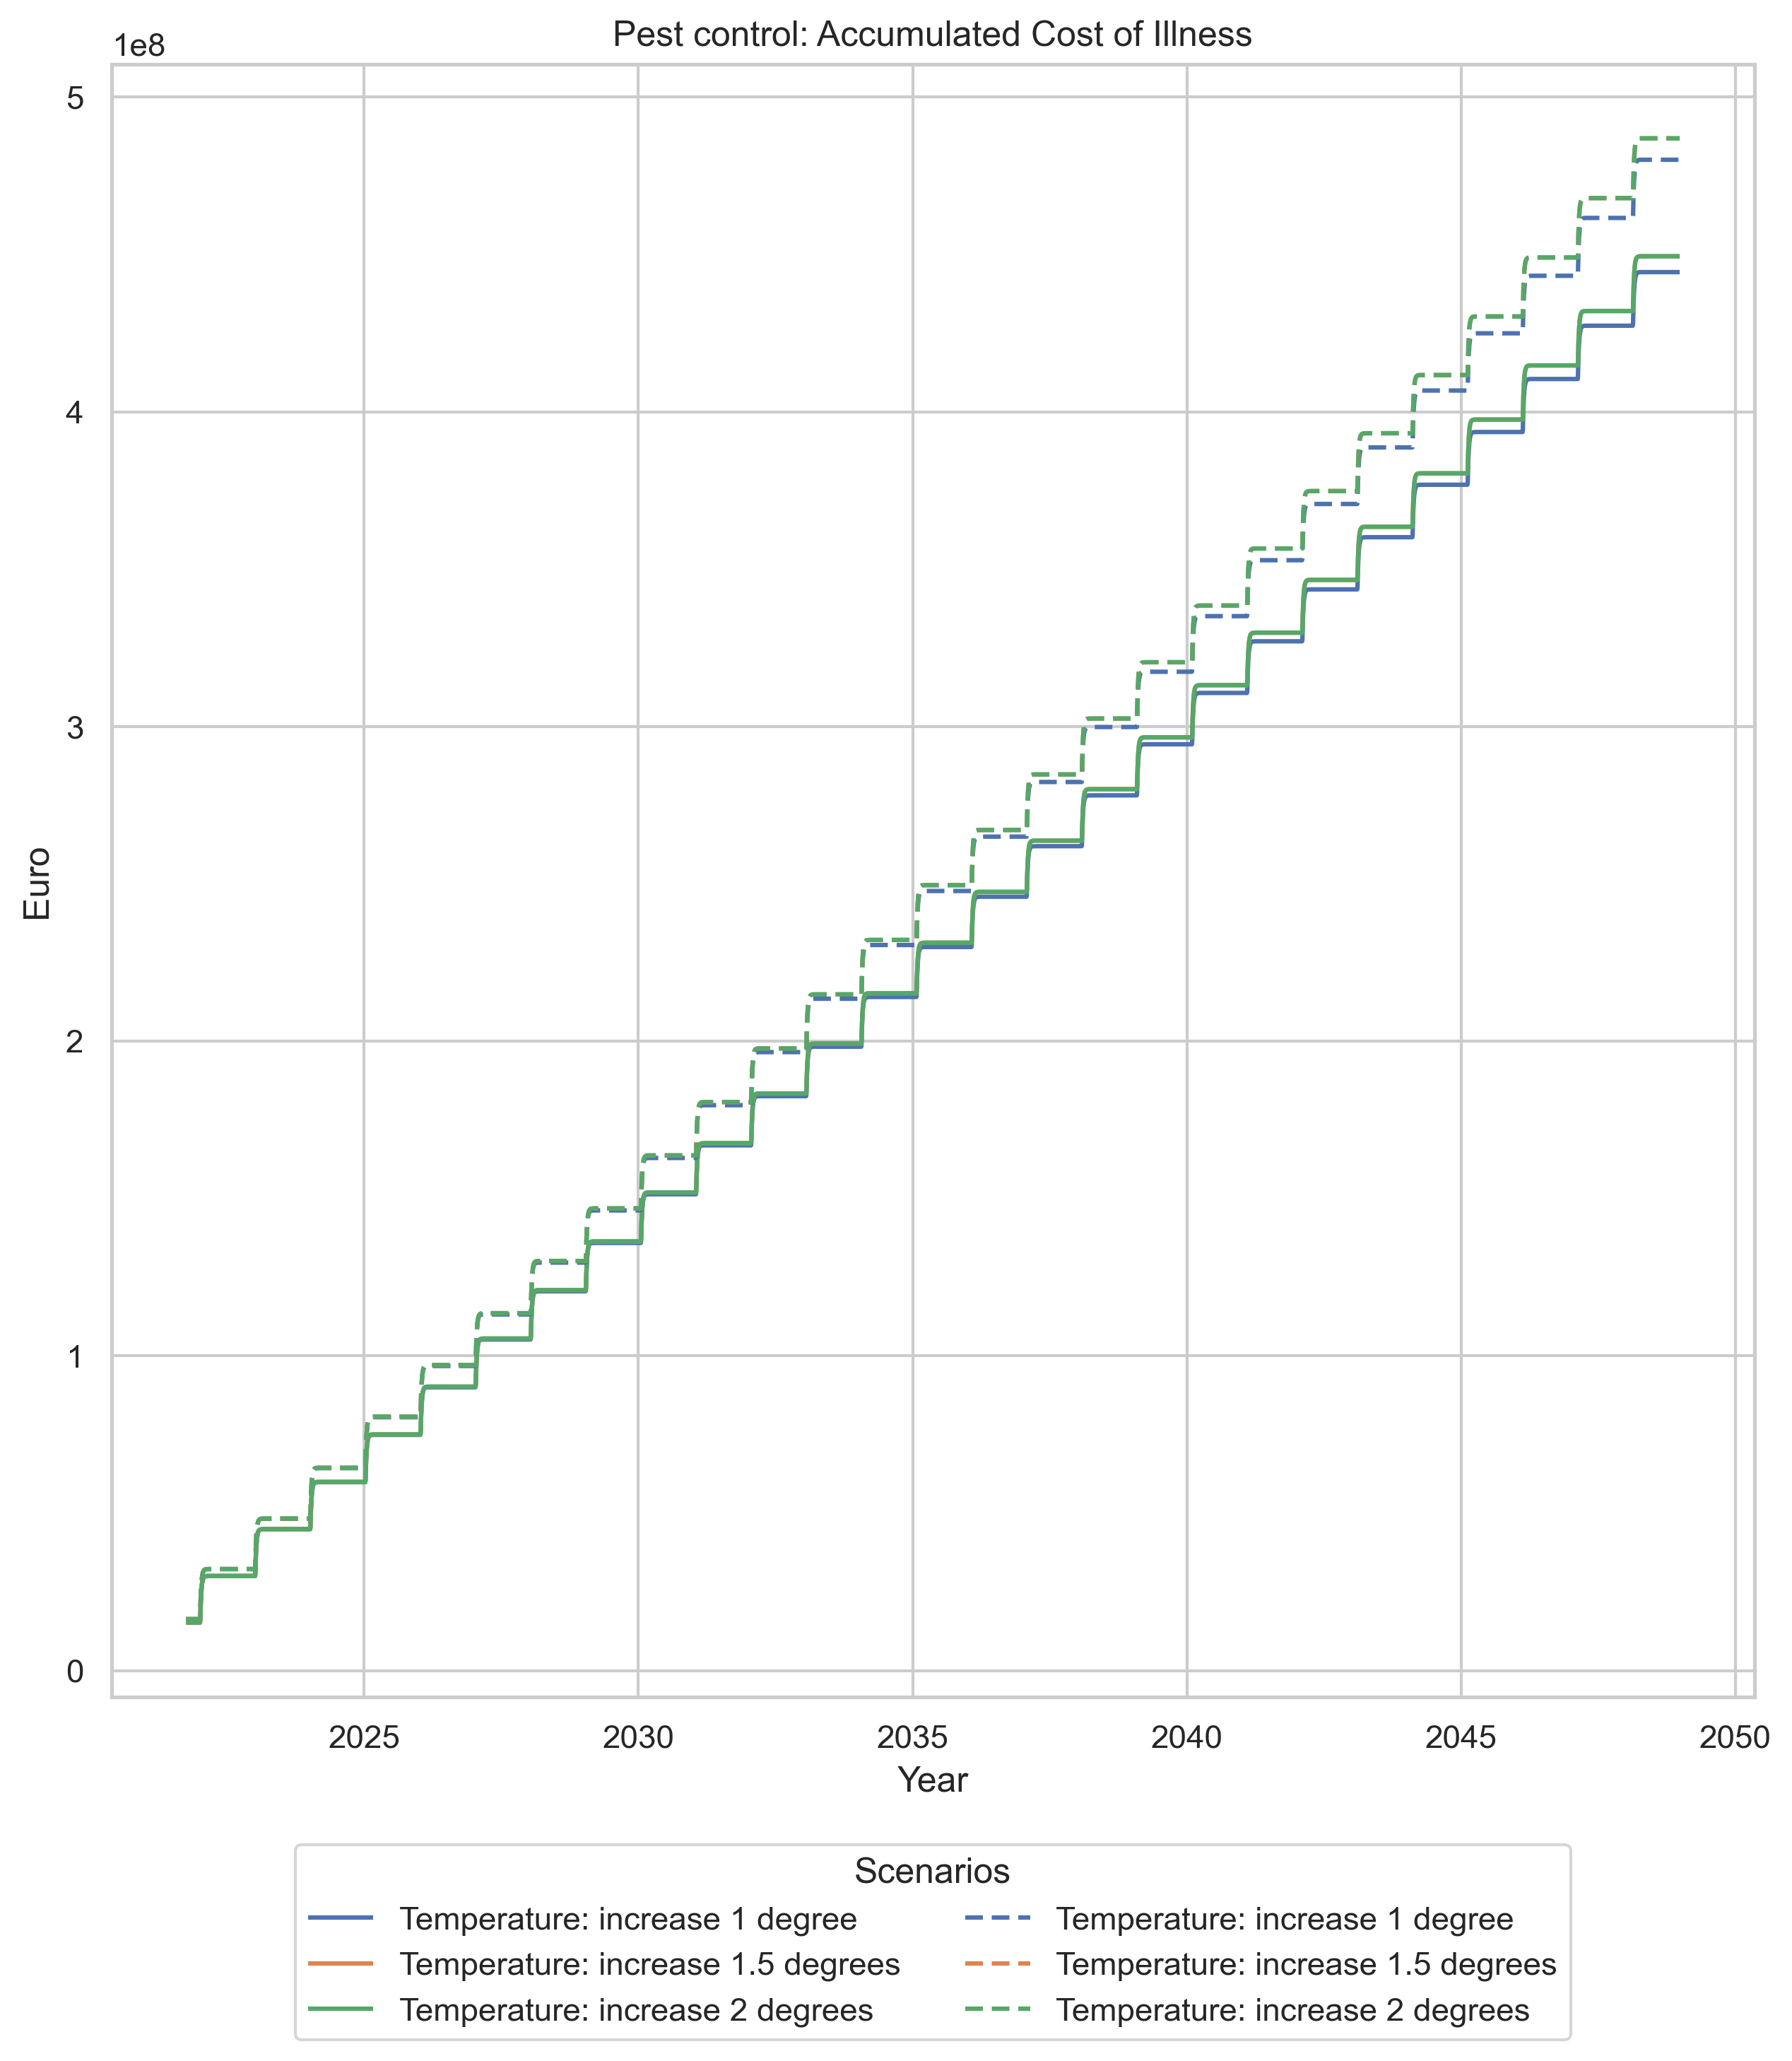 Pest control: Accumulated Cost of Illness
1e8
5
4
3
2
1
0
Euro
2025 2030 2035 2040 2045 2050
Year
Scenarios
Temperature: increase 1 degree Temperature: increase 1 degree
Temperature: increase 1.5 degrees Temperature: increase 1.5 degrees
Temperature: increase 2 degrees Temperature: increase 2 degrees